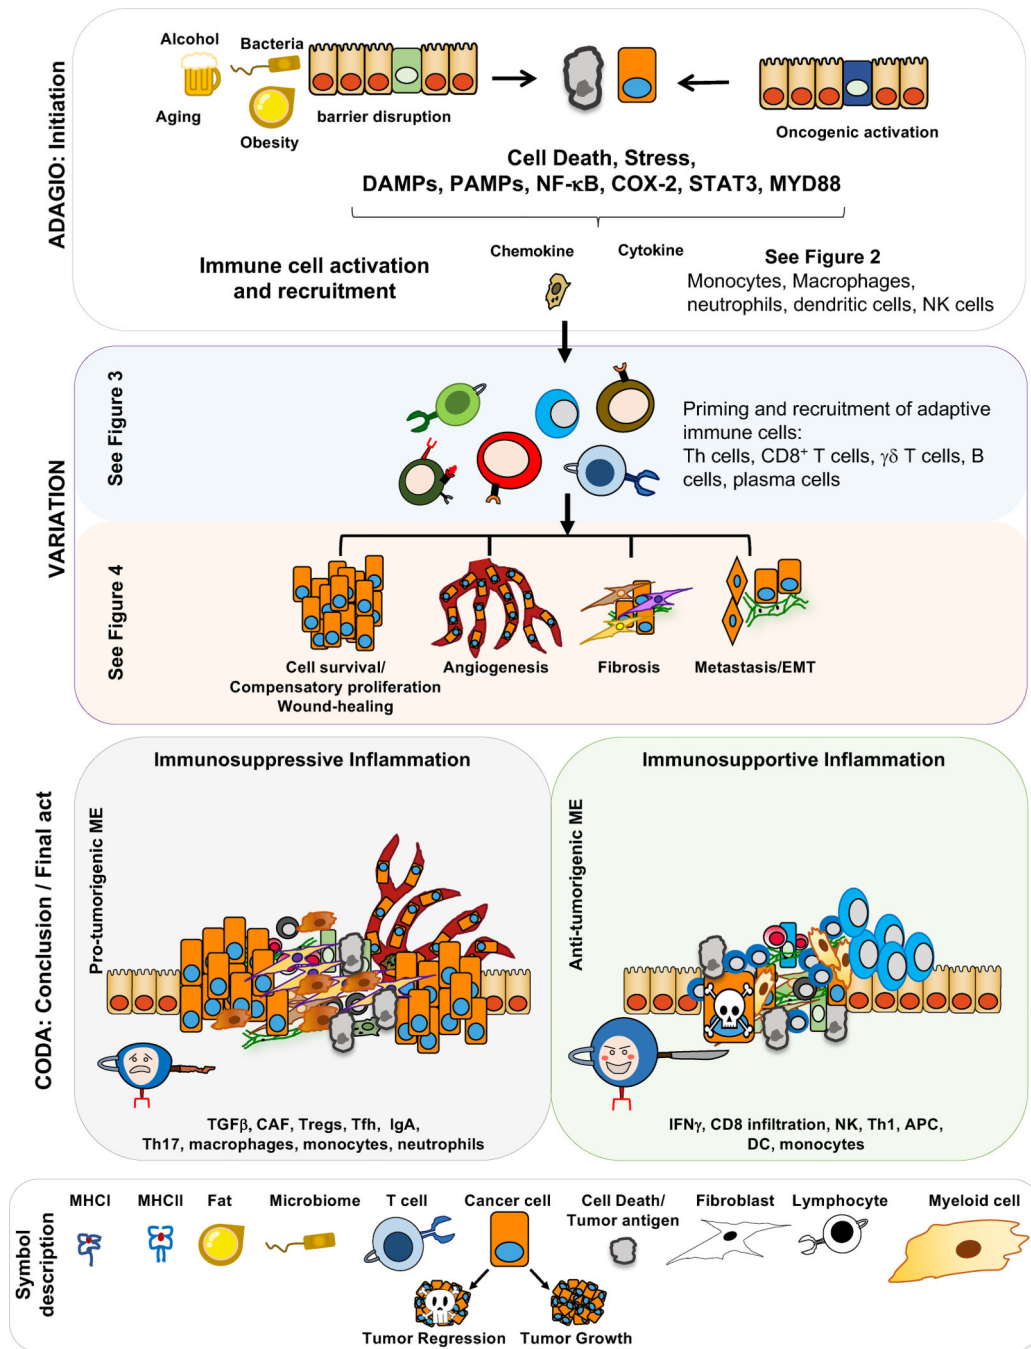 ADAGIO: Initiation
Alcohol
Bacteria
Aging
Obesity
barrier disruption
Oncogenic activation
Cell Death, Stress,
DAMPs, PAMPs, NF-κB, COX-2, STAT3, MYD88
Chemokine
Cytokine
Immune cell activation
and recruitment
See Figure 2
Monocytes, Macrophages,
neutrophils, dendritic cells, NK cells
VARIATION
See Figure 3
Priming and recruitment of adaptive
immune cells:
Th cells, CD8⁺ T cells, γδ T cells, B
cells, plasma cells
See Figure 4
Cell survival/
Compensatory proliferation
Wound-healing
Angiogenesis
Fibrosis
Metastasis/EMT
CODA: Conclusion / Final act
Immunosuppressive Inflammation
Pro-tumorigenic ME
TGFβ, CAF, Tregs, Tfh, IgA,
Th17, macrophages, monocytes, neutrophils
Immunosupportive Inflammation
Anti-tumorigenic ME
IFNγ, CD8 infiltration, NK, Th1, APC,
DC, monocytes
Symbol
description
MHCI
MHCII
Fat
Microbiome
T cell
Cancer cell
Cell Death/
Tumor antigen
Fibroblast
Lymphocyte
Myeloid cell
Tumor Regression
Tumor Growth